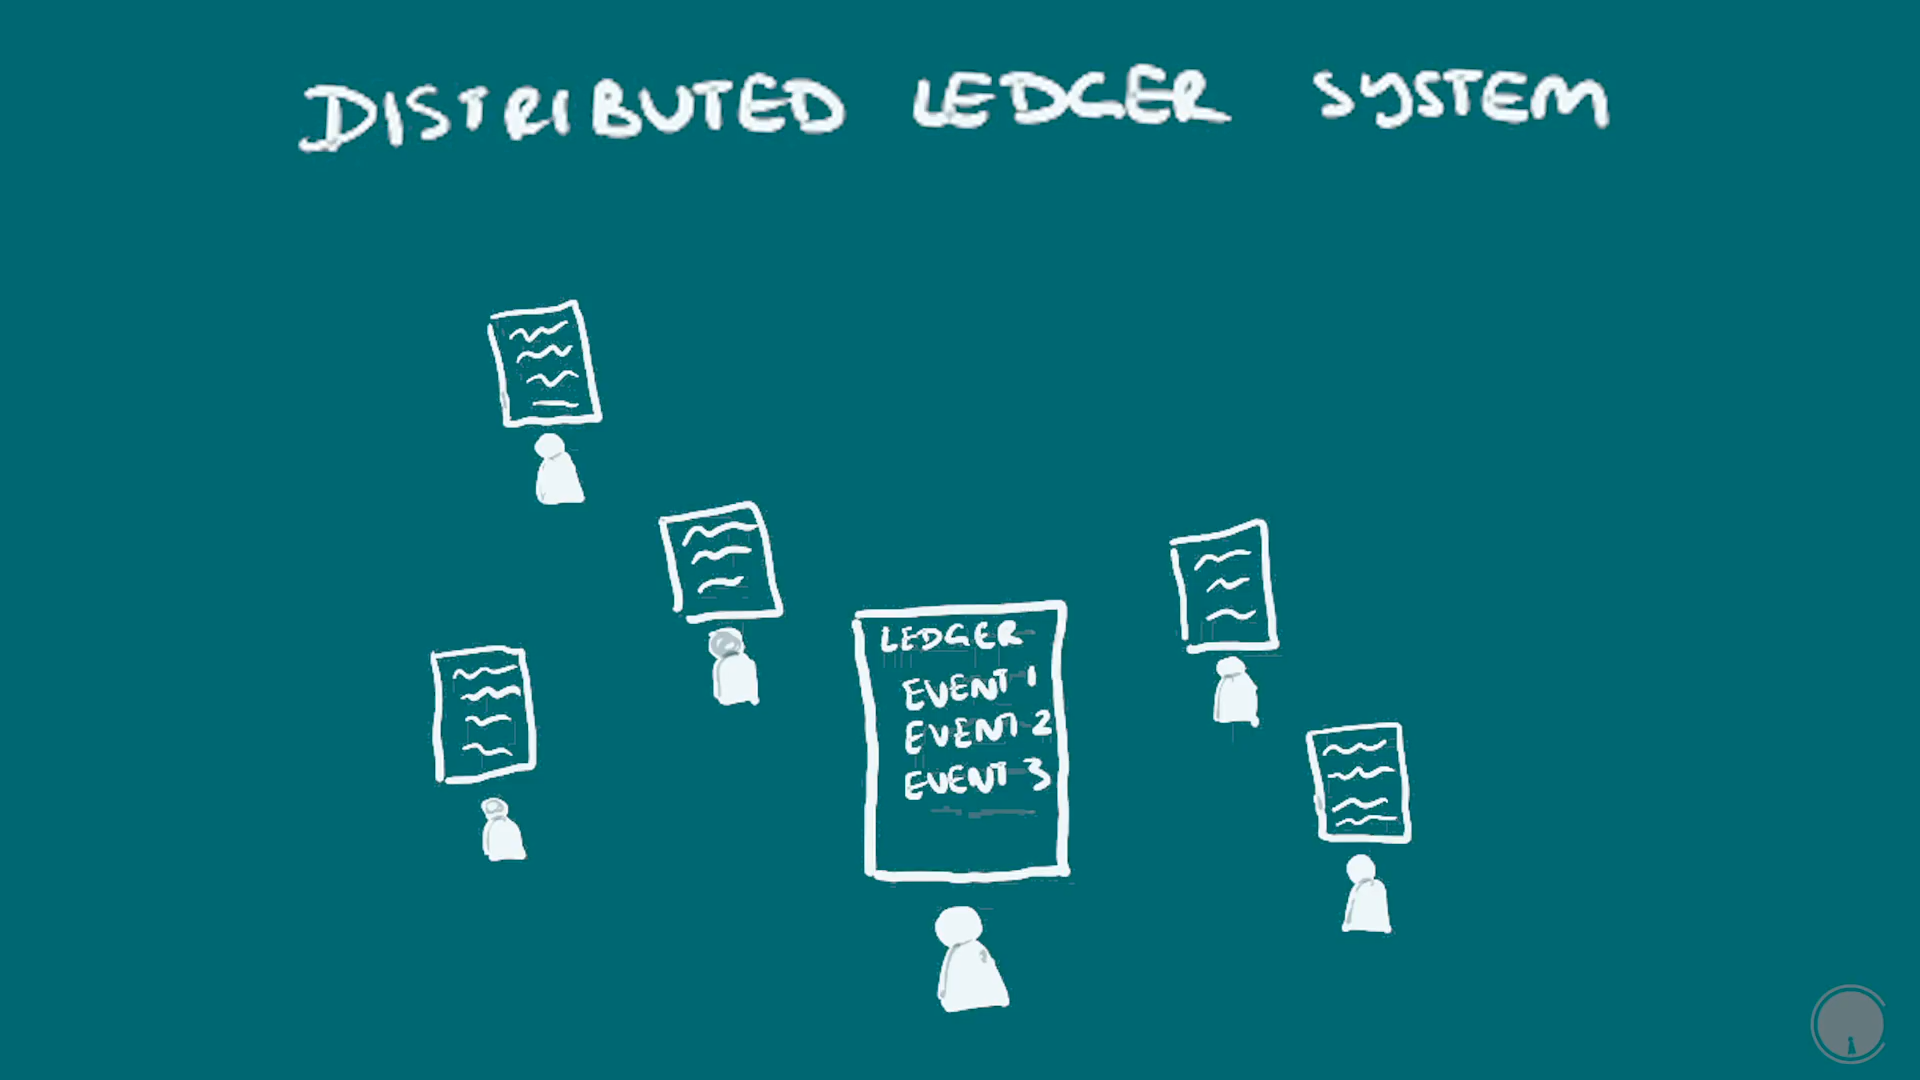 DISTRIBUTED LEDGER SYSTEM
LEDGER
EVENT 1
EVENT 2
EVENT 3